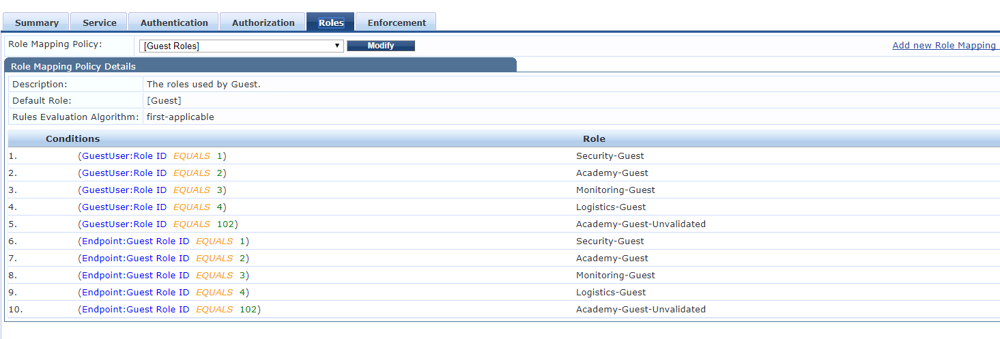 Summary Service Authentication Authorization Roles Enforcement
Role Mapping Policy: [Guest Roles] Modify Add new Role Mapping
Role Mapping Policy Details
Description: The roles used by Guest.
Default Role: [Guest]
Rules Evaluation Algorithm: first-applicable
Conditions Role
1. (GuestUser:Role ID EQUALS 1) Security-Guest
2. (GuestUser:Role ID EQUALS 2) Academy-Guest
3. (GuestUser:Role ID EQUALS 3) Monitoring-Guest
4. (GuestUser:Role ID EQUALS 4) Logistics-Guest
5. (GuestUser:Role ID EQUALS 102) Academy-Guest-Unvalidated
6. (Endpoint:Guest Role ID EQUALS 1) Security-Guest
7. (Endpoint:Guest Role ID EQUALS 2) Academy-Guest
8. (Endpoint:Guest Role ID EQUALS 3) Monitoring-Guest
9. (Endpoint:Guest Role ID EQUALS 4) Logistics-Guest
10. (Endpoint:Guest Role ID EQUALS 102) Academy-Guest-Unvalidated